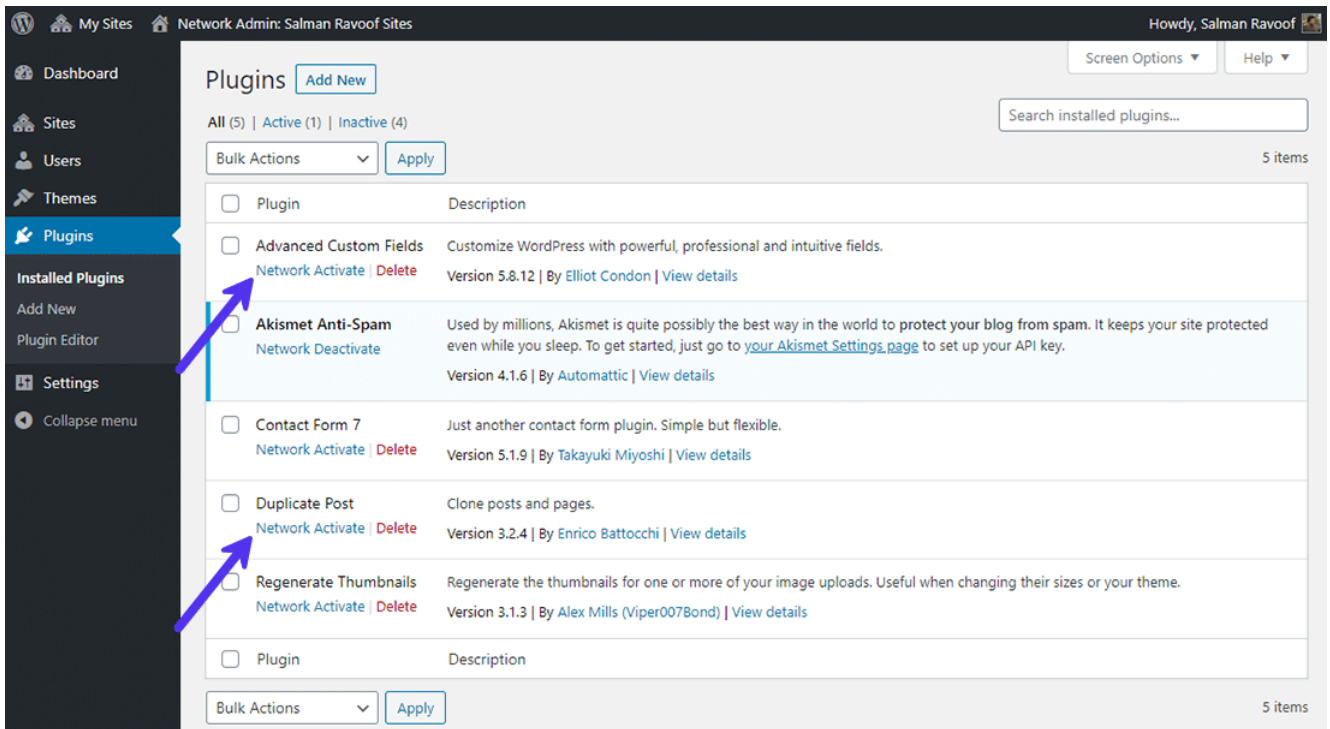 My Sites Network Admin: Salman Ravoof Sites Howdy, Salman Ravoof
Screen Options ▼ Help ▼
Dashboard
Sites
Users
Themes
Plugins
Installed Plugins
Add New
Plugin Editor
Settings
Collapse menu
Plugins Add New
All (5) | Active (1) | Inactive (4)
Search installed plugins...
Bulk Actions Apply 5 items
Plugin Description
Advanced Custom Fields Customize WordPress with powerful, professional and intuitive fields.
Network Activate | Delete Version 5.8.12 | By Elliot Condon | View details
Akismet Anti-Spam Used by millions, Akismet is quite possibly the best way in the world to protect your blog from spam. It keeps your site protected
Network Deactivate even while you sleep. To get started, just go to your Akismet Settings page to set up your API key.
Version 4.1.6 | By Automattic | View details
Contact Form 7 Just another contact form plugin. Simple but flexible.
Network Activate | Delete Version 5.1.9 | By Takayuki Miyoshi | View details
Duplicate Post Clone posts and pages.
Network Activate | Delete Version 3.2.4 | By Enrico Battocchi | View details
Regenerate Thumbnails Regenerate the thumbnails for one or more of your image uploads. Useful when changing their sizes or your theme.
Network Activate | Delete Version 3.1.3 | By Alex Mills (Viper007Bond) | View details
Plugin Description
Bulk Actions Apply 5 items